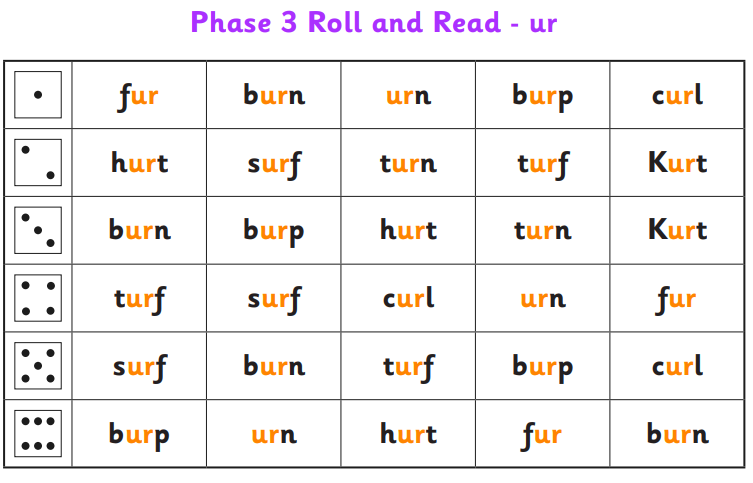 Phase 3 Roll and Read - ur
fur burn urn burp curl
hurt surf turn turf Kurt
burn burp hurt turn Kurt
turf surf curl urn fur
surf burn turf burp curl
burp urn hurt fur burn